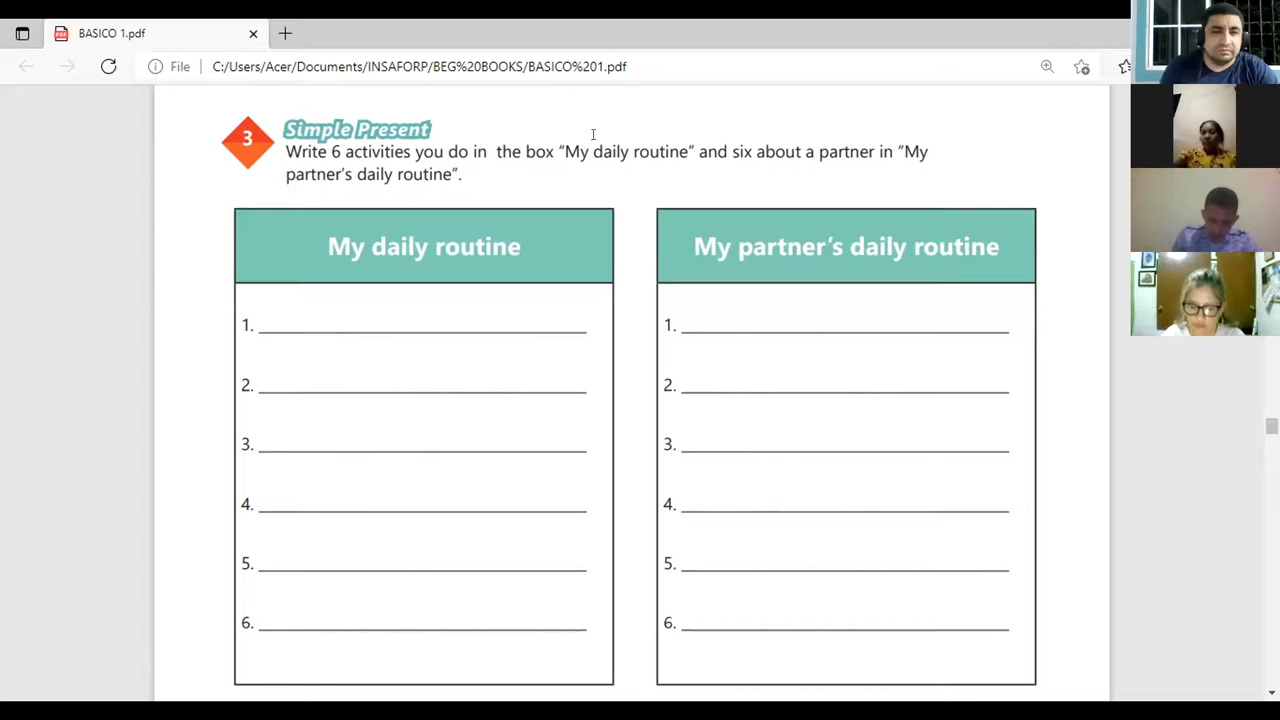 BASICO 1.pdf
File
C:/Users/Acer/Documents/INSAFORP/BEG%20BOOKS/BASICO%201.pdf
3
Simple Present
Write 6 activities you do in the box “My daily routine” and six about a partner in “My
partner’s daily routine”.
My daily routine
1.
2.
3.
4.
5.
6.
My partner’s daily routine
1.
2.
3.
4.
5.
6.